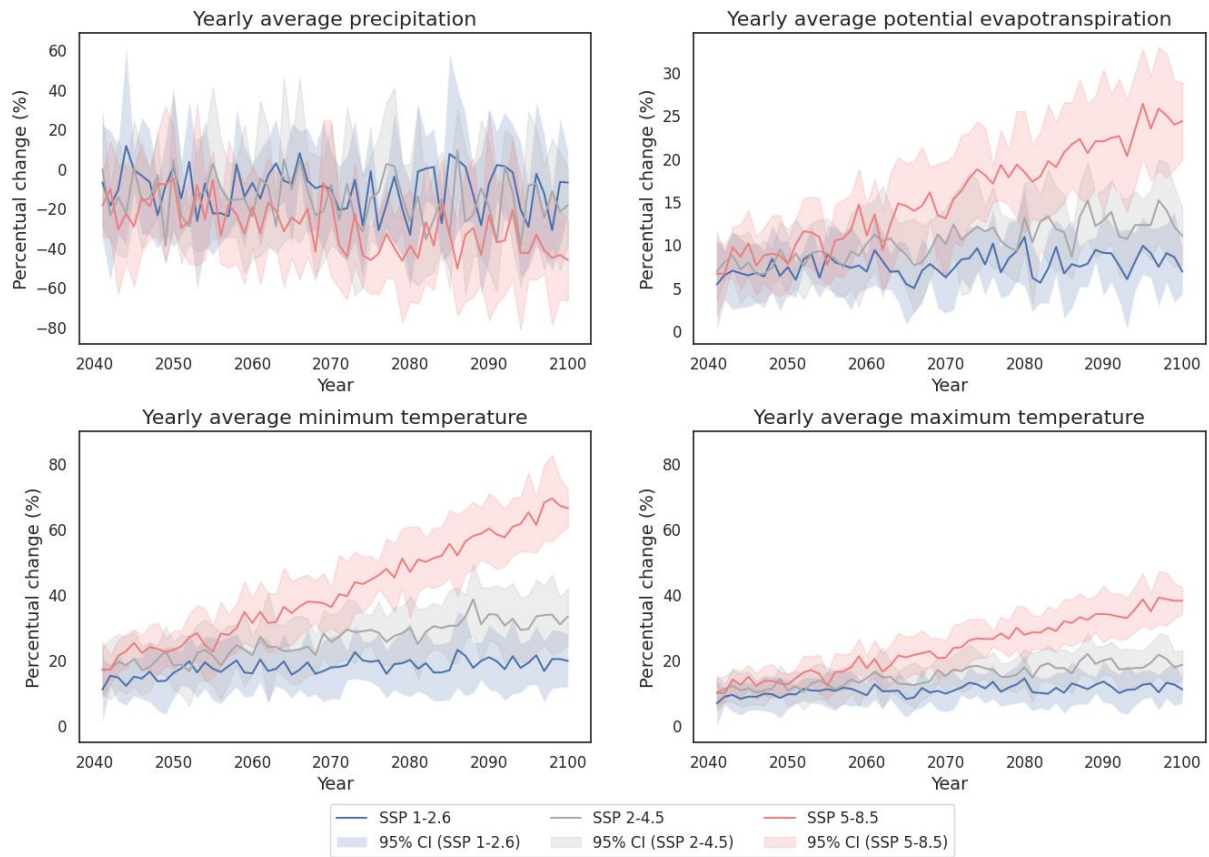 Yearly average precipitation
Percentual change (%)
60
40
20
0
−20
−40
−60
−80
2040 2050 2060 2070 2080 2090 2100
Year
Yearly average potential evapotranspiration
Percentual change (%)
30
25
20
15
10
5
0
2040 2050 2060 2070 2080 2090 2100
Year
Yearly average minimum temperature
Percentual change (%)
80
60
40
20
0
2040 2050 2060 2070 2080 2090 2100
Year
Yearly average maximum temperature
Percentual change (%)
80
60
40
20
0
2040 2050 2060 2070 2080 2090 2100
Year
SSP 1-2.6 SSP 2-4.5 SSP 5-8.5
95% CI (SSP 1-2.6) 95% CI (SSP 2-4.5) 95% CI (SSP 5-8.5)